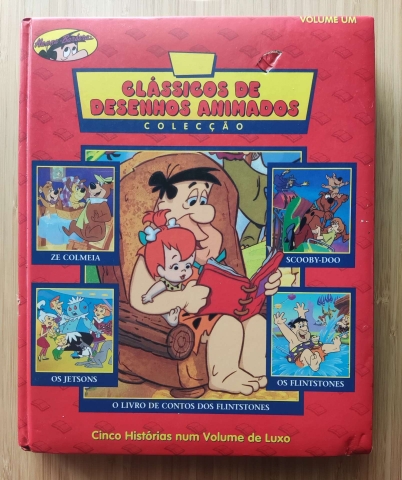 VOLUME UM
CLÁSSICOS DE
DESENHOS ANIMADOS
COLECÇÃO
ZE COLMEIA
SCOOBY-DOO
OS JETSONS
OS FLINTSTONES
O LIVRO DE CONTOS DOS FLINTSTONES
Cinco Histórias num Volume de Luxo